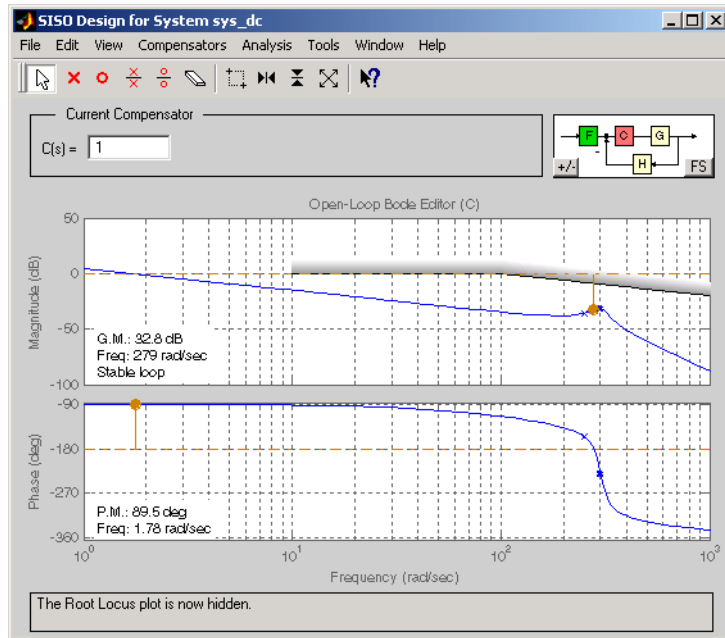 SISO Design for System sys_dc
File Edit View Compensators Analysis Tools Window Help
Current Compensator
C(s) = 1
F C G
H
+/- FS
Open-Loop Bode Editor (C)
50
0
-50
-100
Magnitude (dB)
G.M.: 32.8 dB
Freq: 279 rad/sec
Stable loop
-90
-180
-270
-360
Phase (deg)
P.M.: 89.5 deg
Freq: 1.78 rad/sec
10^0 10^1 10^2 10^3
Frequency (rad/sec)
The Root Locus plot is now hidden.